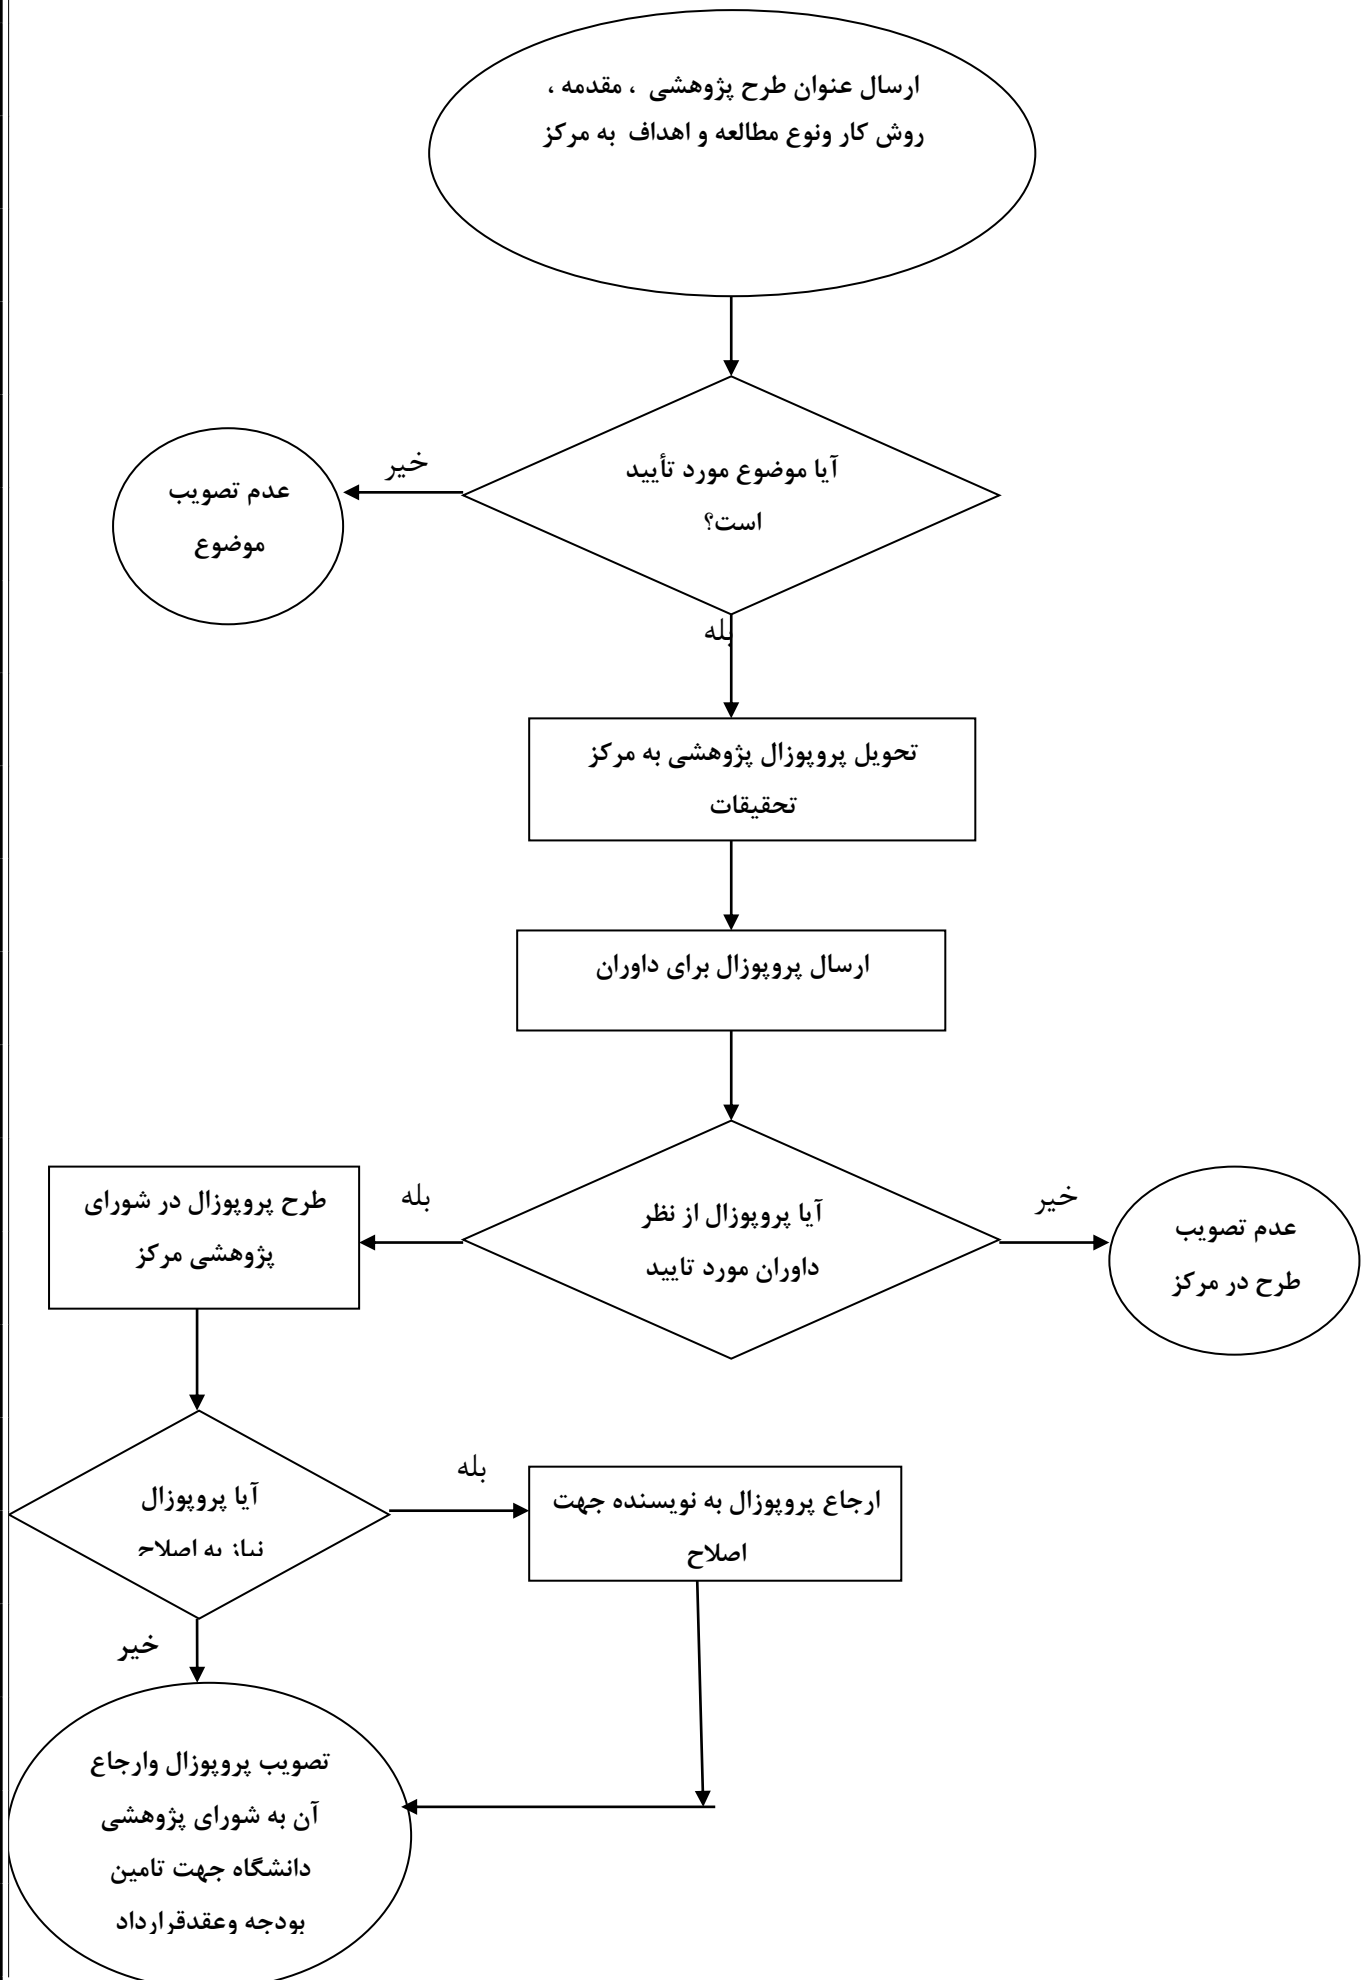 ارسال عنوان طرح پژوهشی ، مقدمه ،
روش کار ونوع مطالعه و اهداف به مرکز
آیا موضوع مورد تأیید
است؟
خیر
عدم تصویب
موضوع
بله
تحویل پروپوزال پژوهشی به مرکز
تحقیقات
ارسال پروپوزال برای داوران
آیا پروپوزال از نظر
داوران مورد تایید
خیر
عدم تصویب
طرح در مرکز
بله
طرح پروپوزال در شورای
پژوهشی مرکز
آیا پروپوزال
نیاز به اصلاح
بله
ارجاع پروپوزال به نویسنده جهت
اصلاح
خیر
تصویب پروپوزال وارجاع
آن به شورای پژوهشی
دانشگاه جهت تامین
بودجه وعقدقرارداد